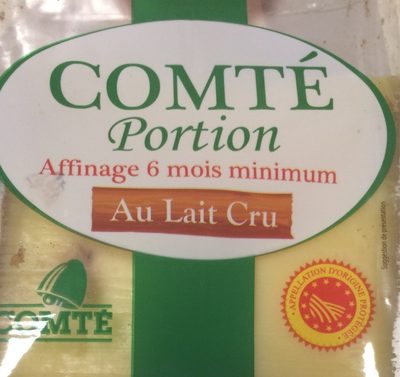 COMTÉ
Portion
Affinage 6 mois minimum
Au Lait Cru
Suggestion de présentation
COMTÉ
APPELLATION D'ORIGINE PROTÉGÉE